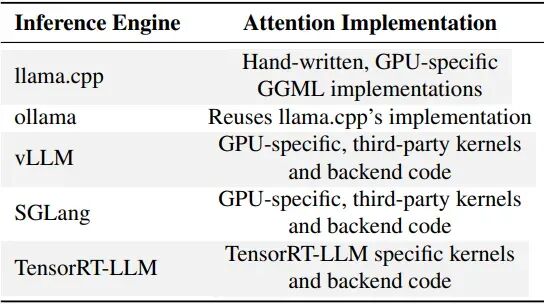 Inference Engine Attention Implementation
llama.cpp Hand-written, GPU-specific
GGML implementations
ollama Reuses llama.cpp's implementation
vLLM GPU-specific, third-party kernels
and backend code
SGLang GPU-specific, third-party kernels
and backend code
TensorRT-LLM TensorRT-LLM specific kernels
and backend code